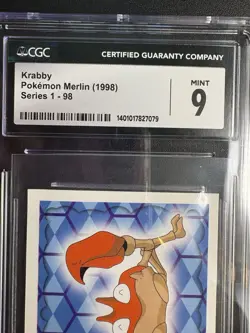 CGC
CERTIFIED GUARANTY COMPANY
Krabby
Pokémon Merlin (1998)
Series 1 - 98
MINT
9
1401017827079